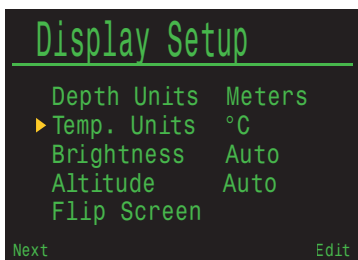 Display Setup
Depth Units Meters
Temp. Units °C
Brightness Auto
Altitude Auto
Flip Screen
Next Edit